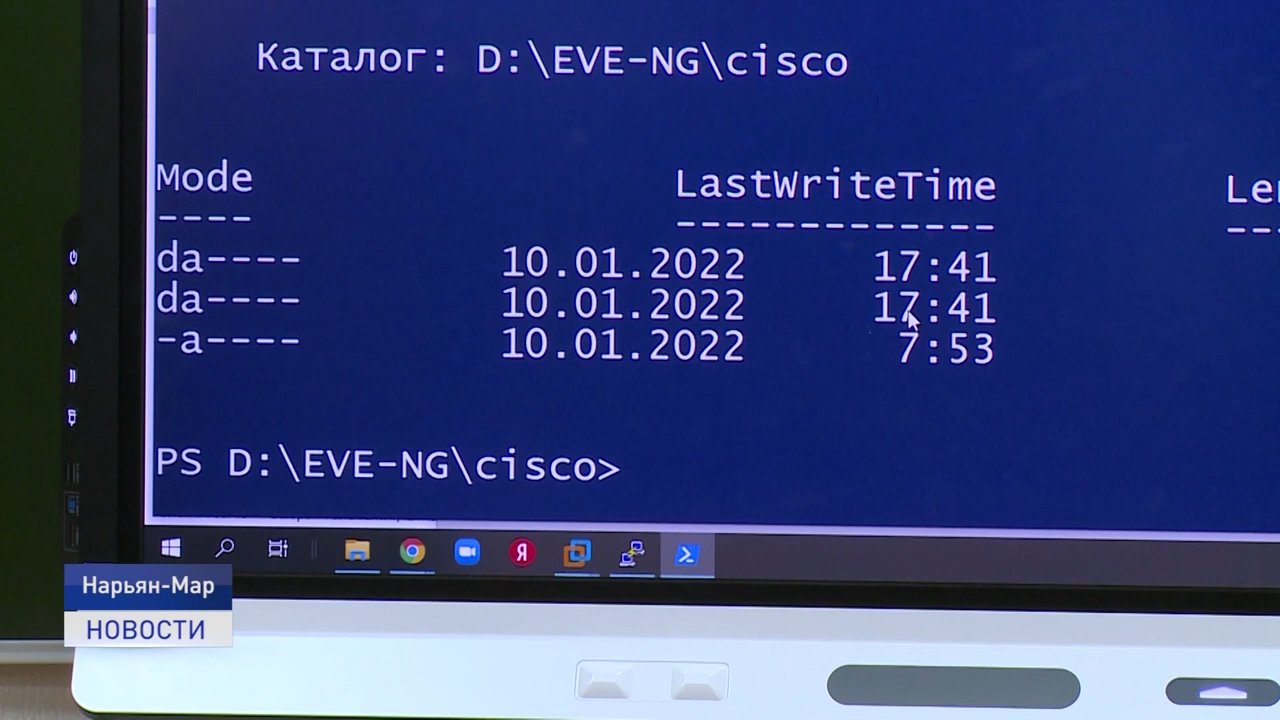 Каталог: D:\EVE-NG\cisco
Mode LastWriteTime
---- -------------
da---- 10.01.2022 17:41
da---- 10.01.2022 17:41
-a---- 10.01.2022 7:53
PS D:\EVE-NG\cisco>
Я
Нарьян-Мар
НОВОСТИ